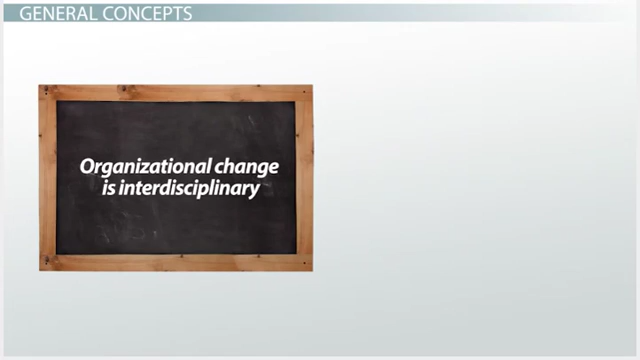 GENERAL CONCEPTS
Organizational change
is interdisciplinary